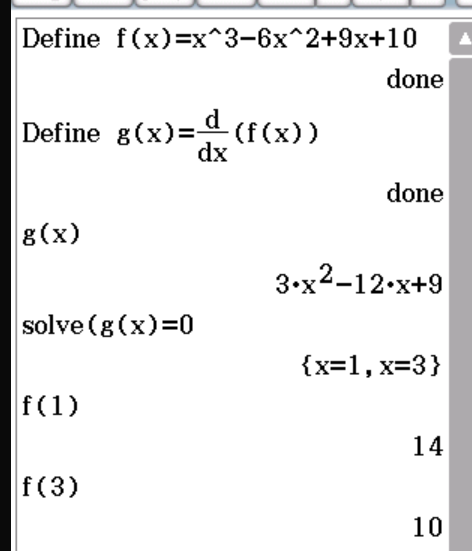 Define f(x)=x^3-6x^2+9x+10
done
Define g(x)=d/dx(f(x))
done
g(x)
3·x²-12·x+9
solve(g(x)=0
{x=1,x=3}
f(1)
14
f(3)
10